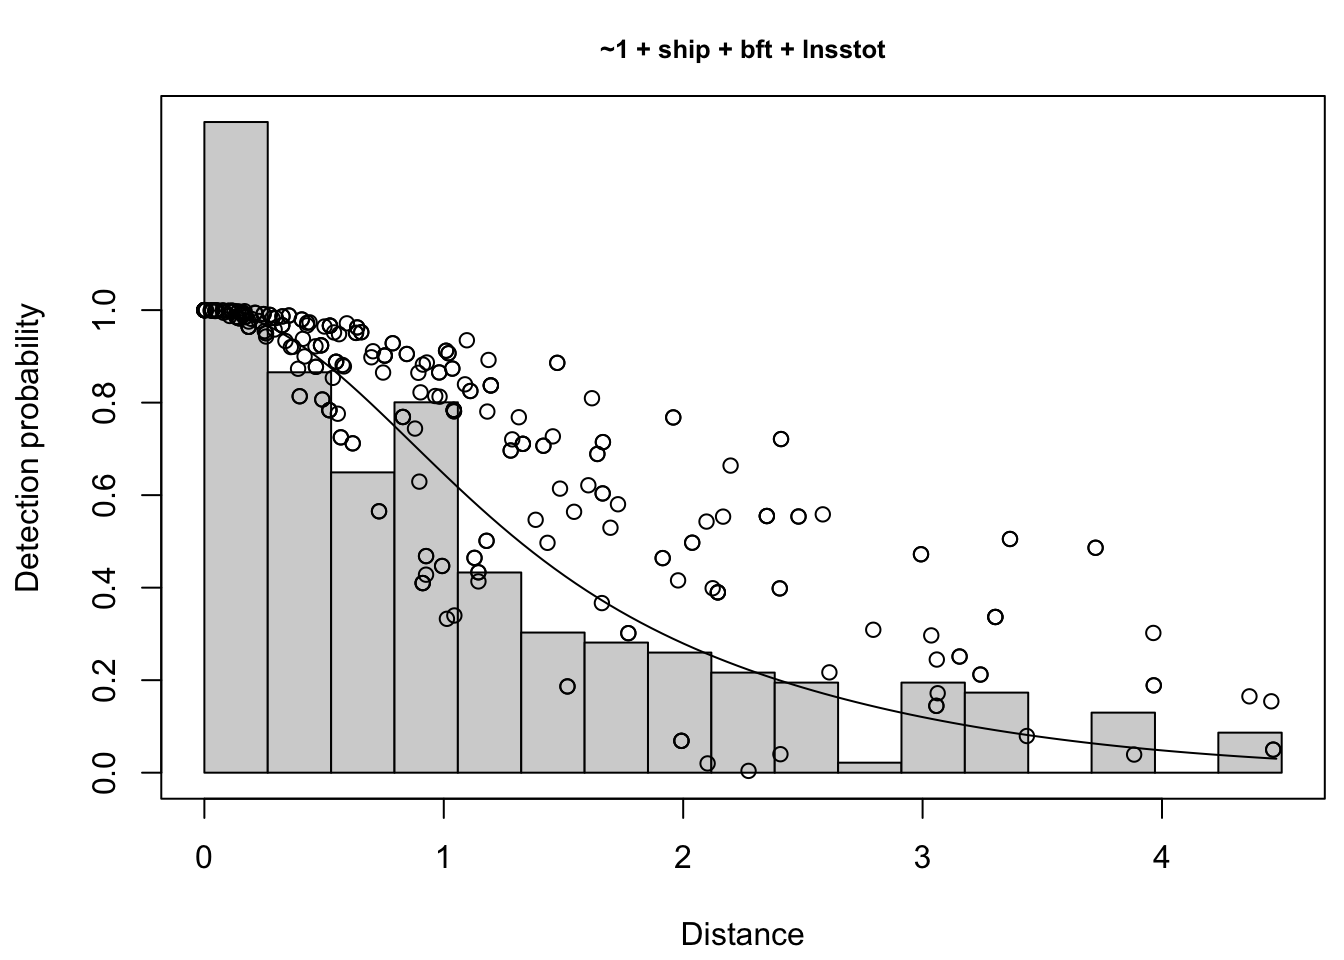 ~1 + ship + bft + lnsstot
Detection probability
1.0
0.8
0.6
0.4
0.2
0.0
0 1 2 3 4
Distance